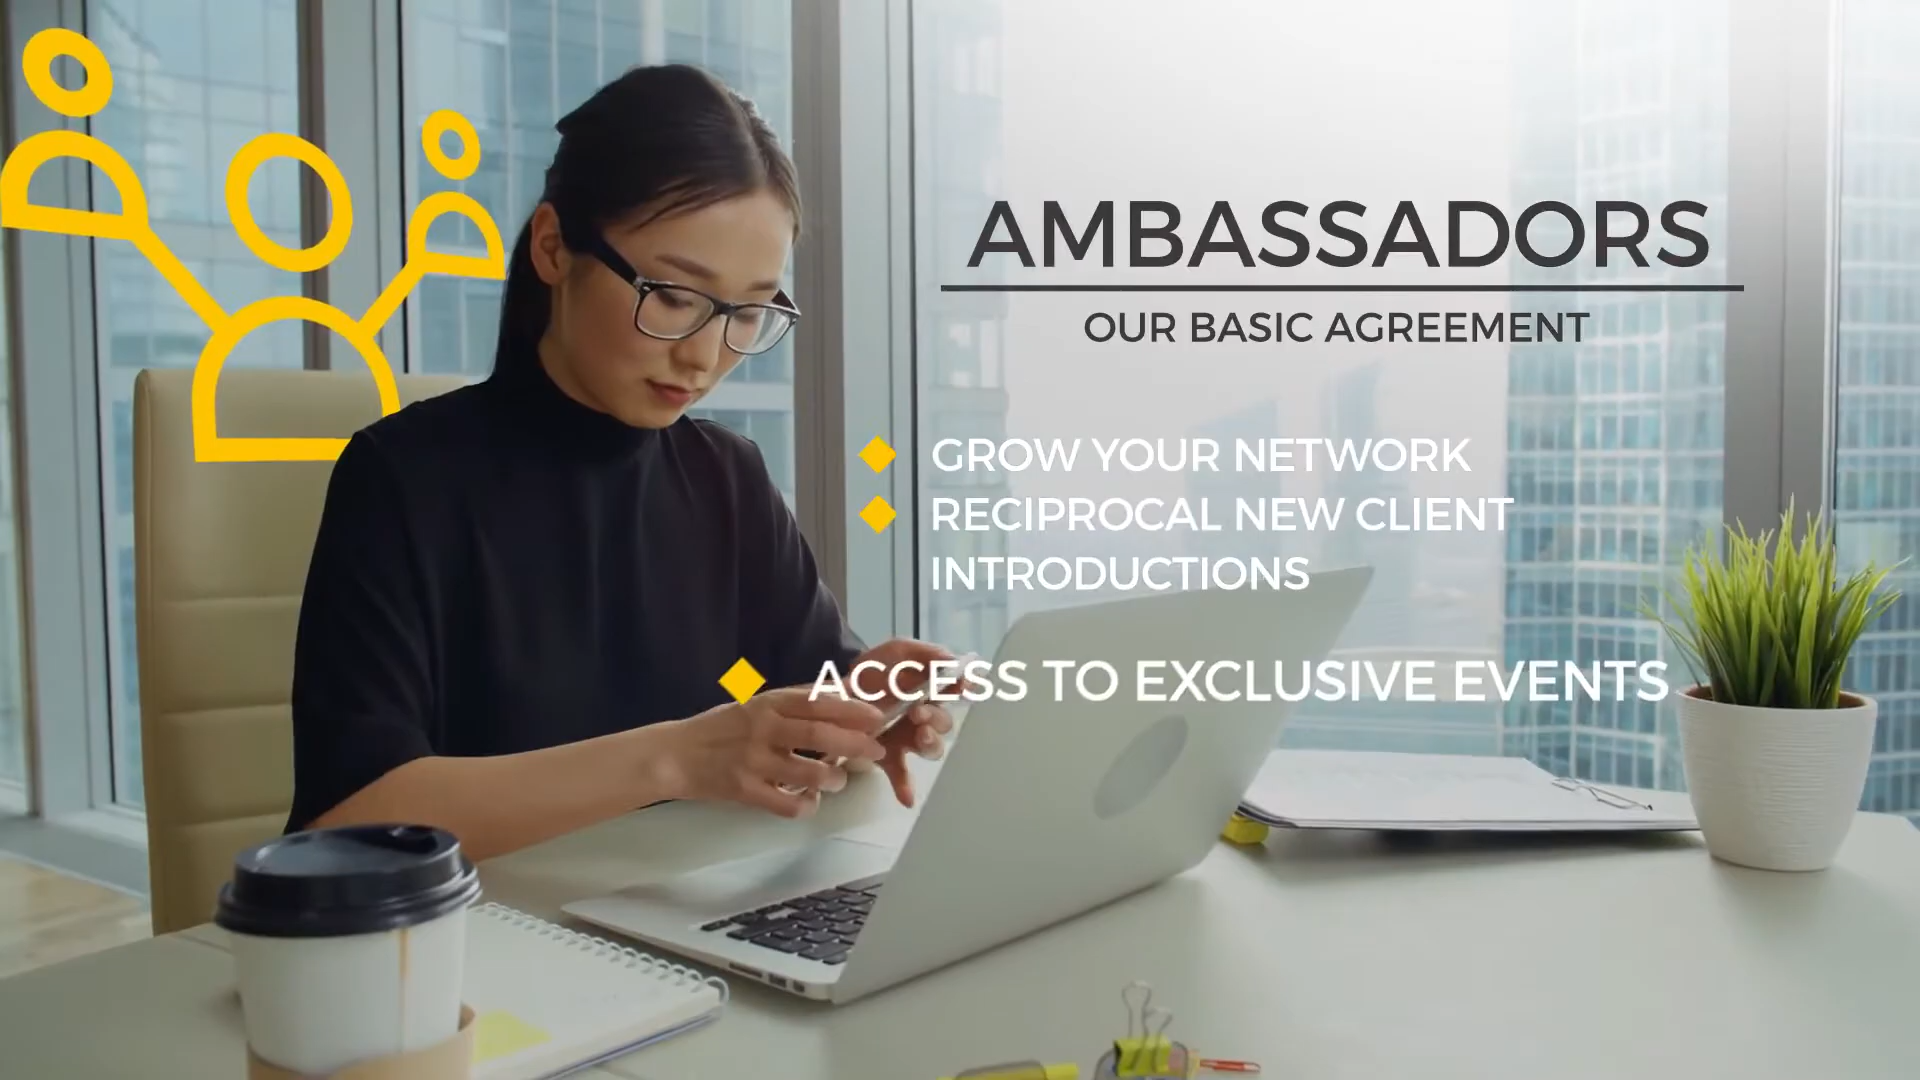 AMBASSADORS
OUR BASIC AGREEMENT
GROW YOUR NETWORK
RECIPROCAL NEW CLIENT
INTRODUCTIONS
ACCESS TO EXCLUSIVE EVENTS